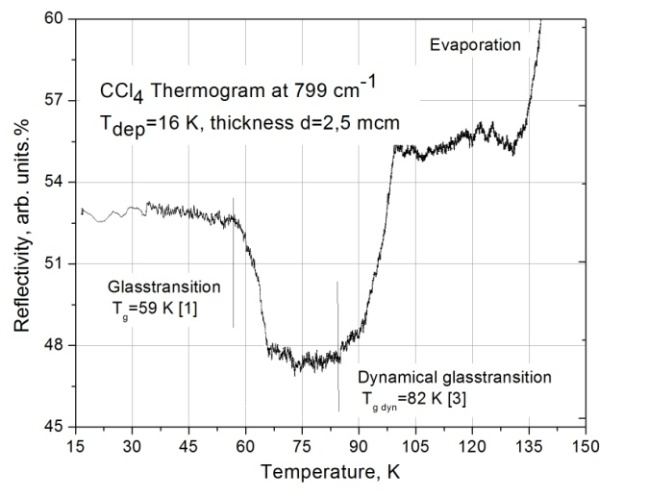 60
57
54
51
48
45
Reflectivity, arb. units.%
Evaporation
CCl4 Thermogram at 799 cm-1
Tdep=16 K, thickness d=2,5 mcm
Glasstransition
Tg=59 K [1]
Dynamical glasstransition
Tg dyn=82 K [3]
15 30 45 60 75 90 105 120 135 150
Temperature, K